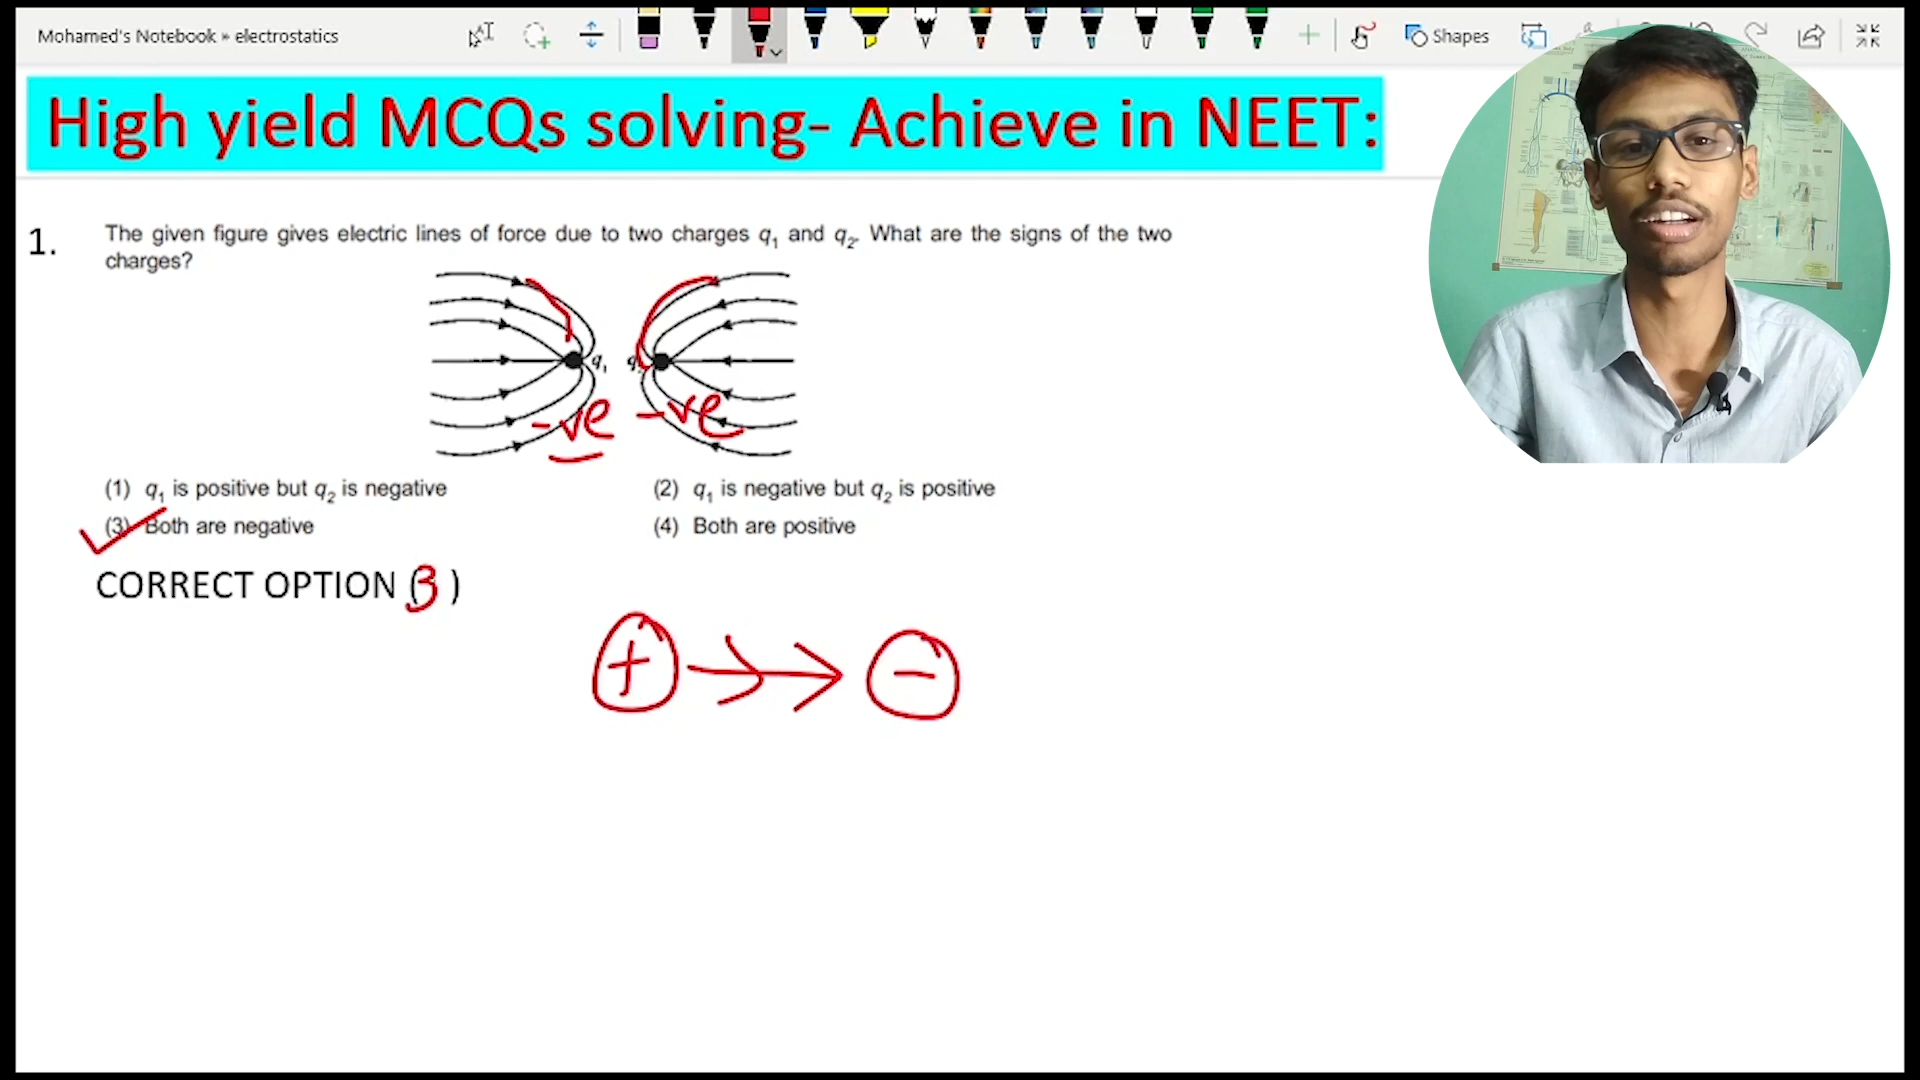 Mohamed's Notebook » electrostatics
Shapes
High yield MCQs solving- Achieve in NEET:
1. The given figure gives electric lines of force due to two charges q₁ and q₂. What are the signs of the two
charges?
q₁ q
-ve -ve
(1) q₁ is positive but q₂ is negative
(2) q₁ is negative but q₂ is positive
(3) Both are negative
(4) Both are positive
CORRECT OPTION (3)
+ −